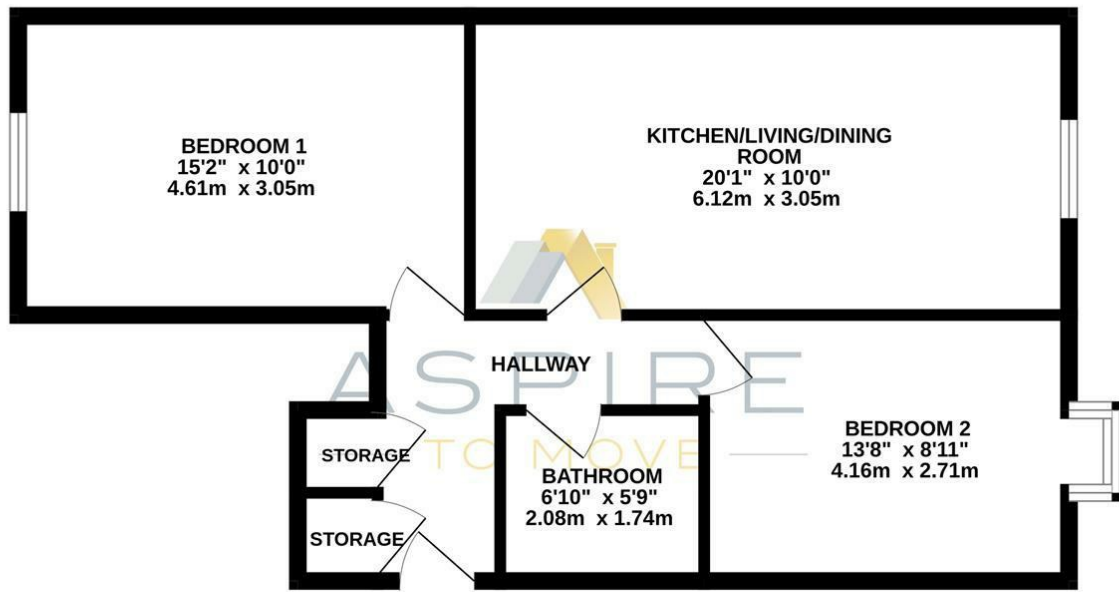 BEDROOM 1
15'2" x 10'0"
4.61m x 3.05m
KITCHEN/LIVING/DINING
ROOM
20'1" x 10'0"
6.12m x 3.05m
HALLWAY
ASPIRE
TO MOVE
STORAGE
STORAGE
BATHROOM
6'10" x 5'9"
2.08m x 1.74m
BEDROOM 2
13'8" x 8'11"
4.16m x 2.71m